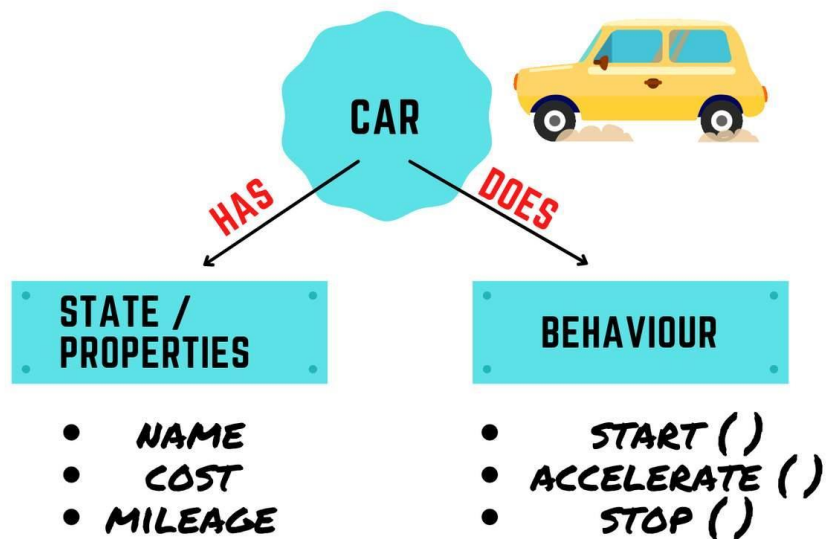 CAR
HAS
DOES
STATE /
PROPERTIES
• NAME
• COST
• MILEAGE
BEHAVIOUR
• START ( )
• ACCELERATE ( )
• STOP ( )